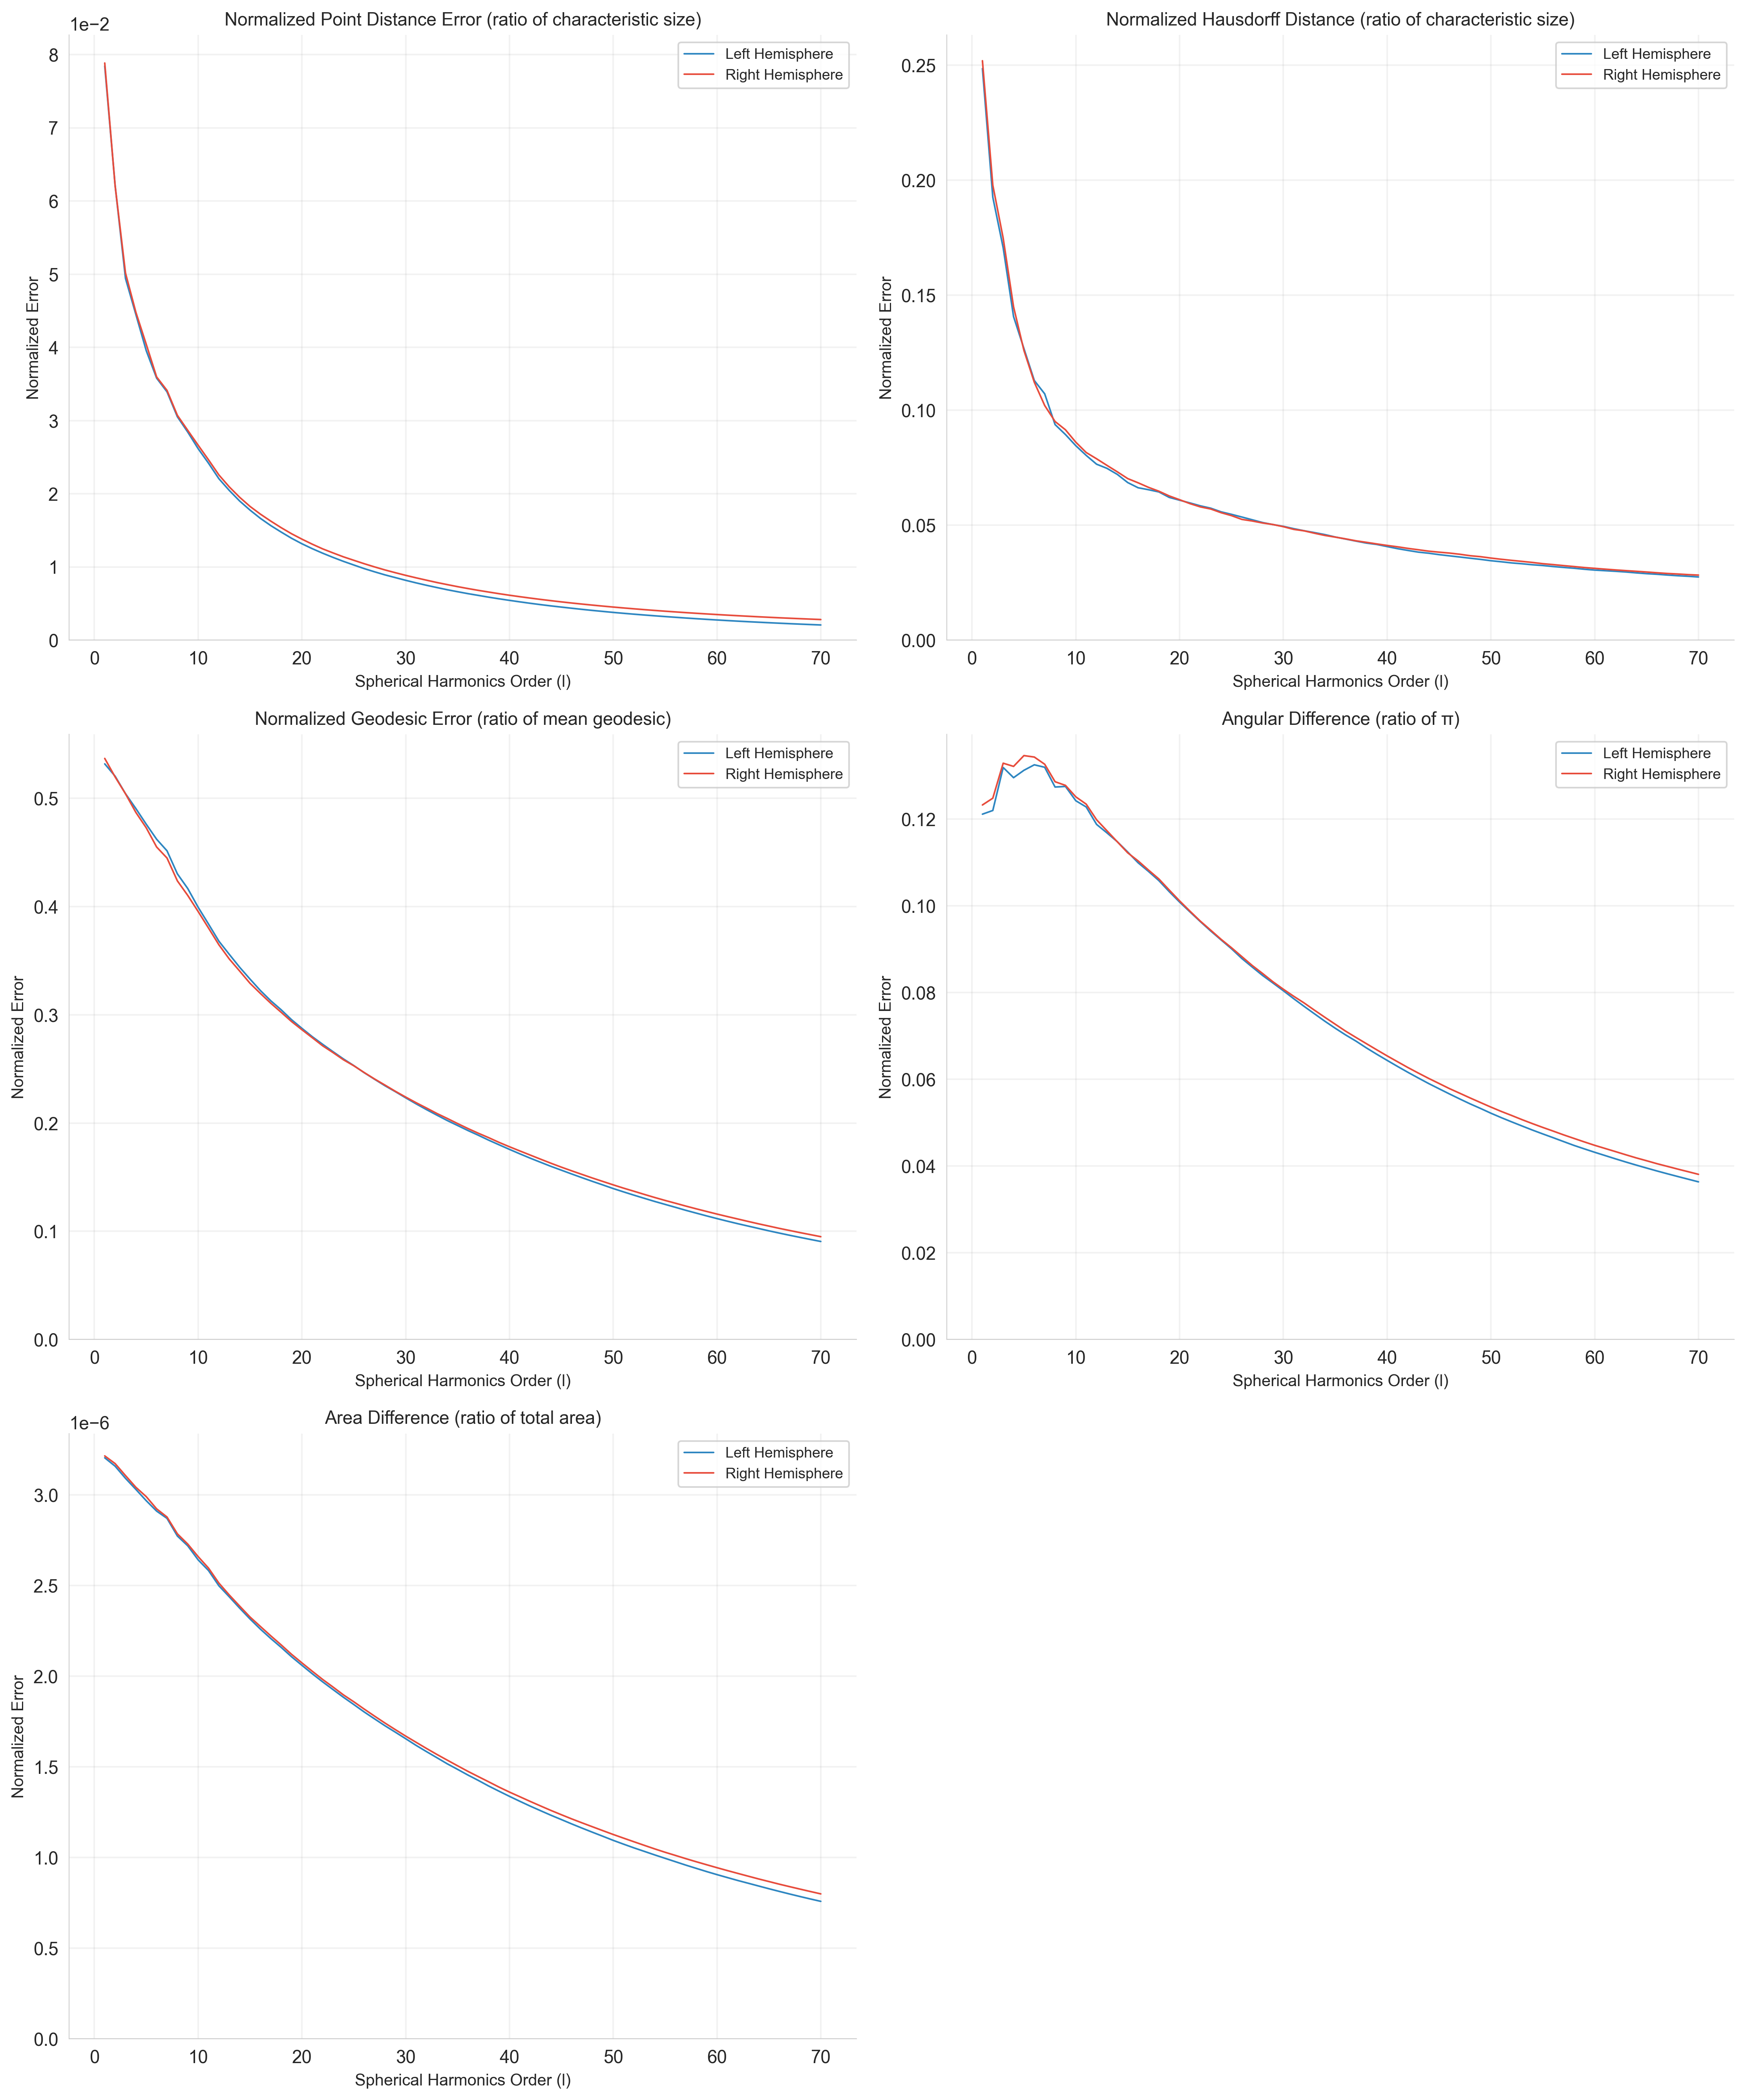 Normalized Point Distance Error (ratio of characteristic size)
1e−2
Left Hemisphere
Right Hemisphere
8
7
6
5
4
3
2
1
0
Normalized Error
0 10 20 30 40 50 60 70
Spherical Harmonics Order (l)
Normalized Hausdorff Distance (ratio of characteristic size)
Left Hemisphere
Right Hemisphere
0.25
0.20
0.15
0.10
0.05
0.00
Normalized Error
0 10 20 30 40 50 60 70
Spherical Harmonics Order (l)
Normalized Geodesic Error (ratio of mean geodesic)
Left Hemisphere
Right Hemisphere
0.5
0.4
0.3
0.2
0.1
0.0
Normalized Error
0 10 20 30 40 50 60 70
Spherical Harmonics Order (l)
Angular Difference (ratio of π)
Left Hemisphere
Right Hemisphere
0.12
0.10
0.08
0.06
0.04
0.02
0.00
Normalized Error
0 10 20 30 40 50 60 70
Spherical Harmonics Order (l)
Area Difference (ratio of total area)
1e−6
Left Hemisphere
Right Hemisphere
3.0
2.5
2.0
1.5
1.0
0.5
0.0
Normalized Error
0 10 20 30 40 50 60 70
Spherical Harmonics Order (l)